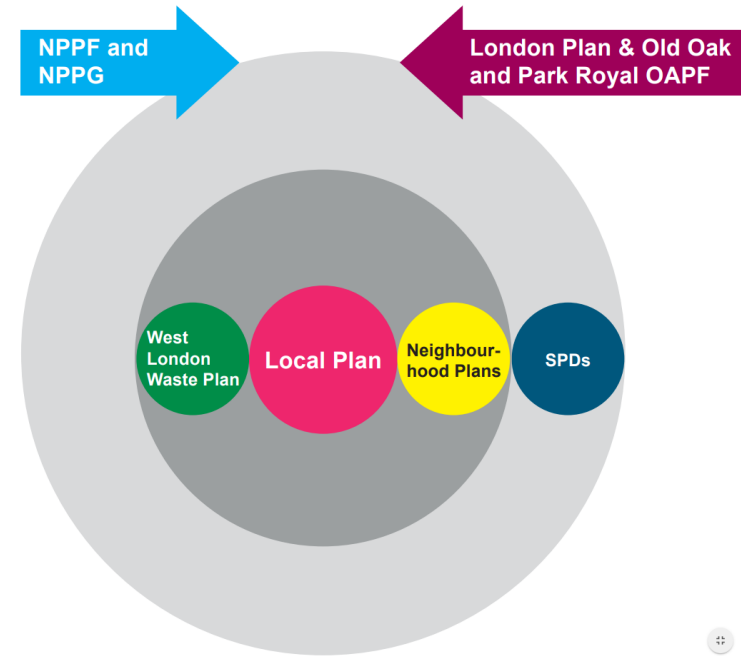 NPPF and
NPPG
London Plan & Old Oak
and Park Royal OAPF
West
London
Waste Plan
Local Plan
Neighbour-
hood Plans
SPDs